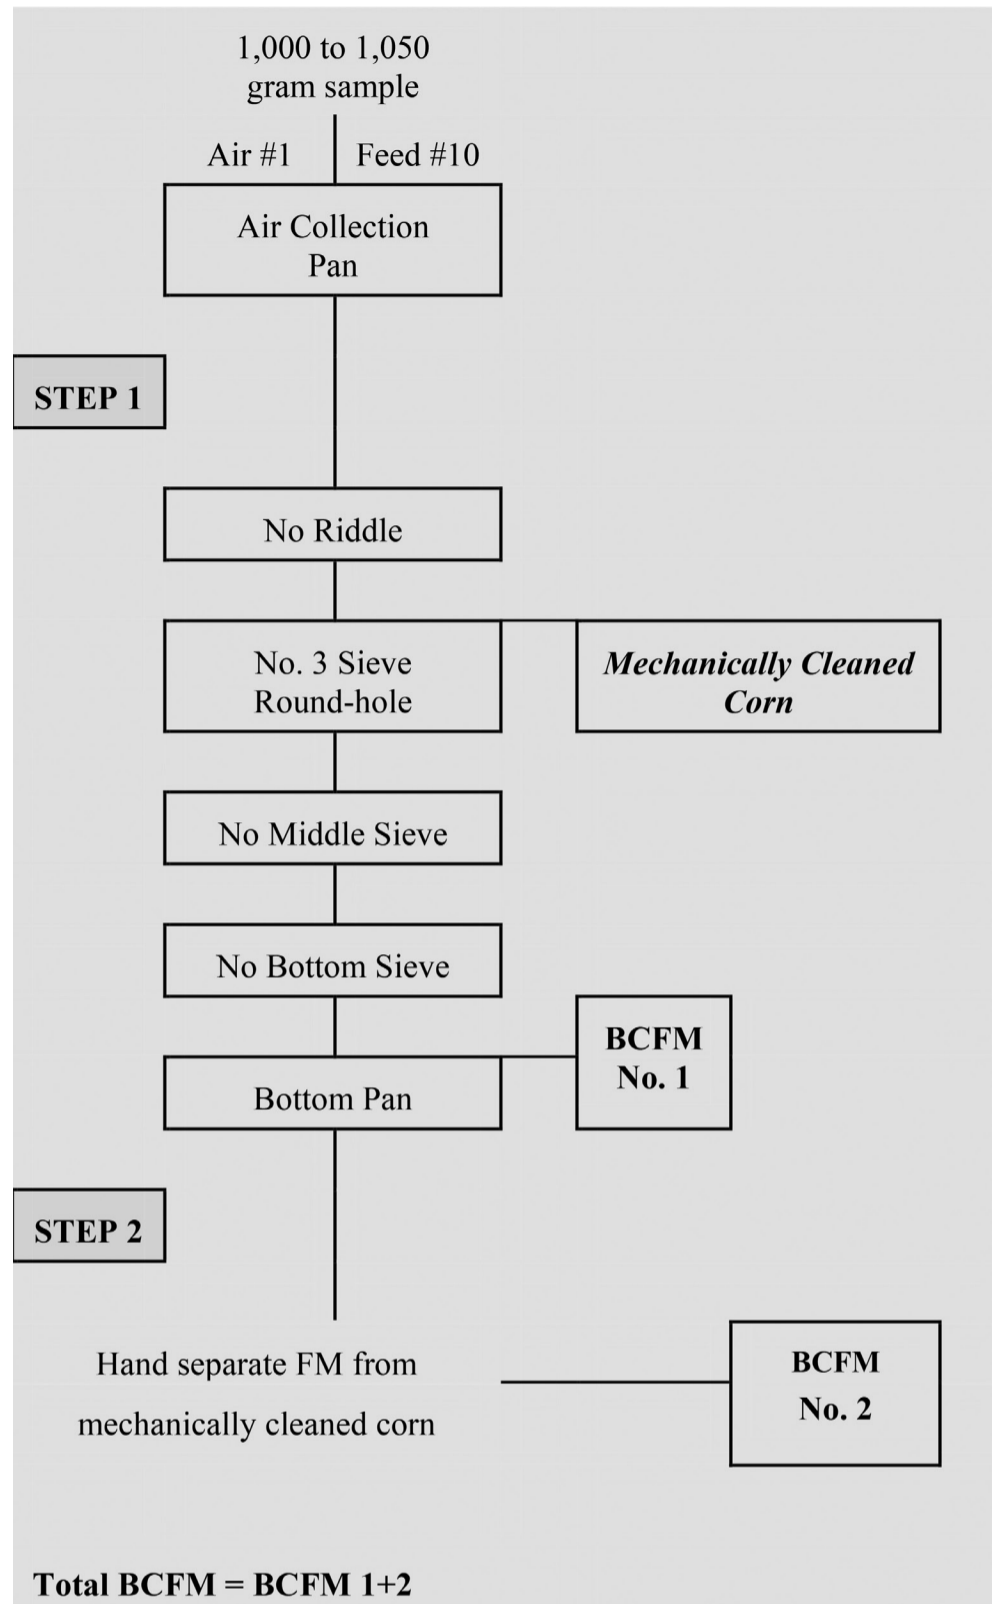 1,000 to 1,050
gram sample
Air #1
Feed #10
Air Collection
Pan
STEP 1
No Riddle
No. 3 Sieve
Round-hole
Mechanically Cleaned
Corn
No Middle Sieve
No Bottom Sieve
BCFM
No. 1
Bottom Pan
STEP 2
Hand separate FM from
mechanically cleaned corn
BCFM
No. 2
Total BCFM = BCFM 1+2